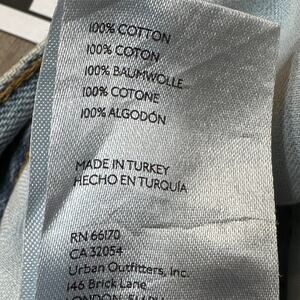 100% COTTON
100% COTON
100% BAUMWOLLE
100% COTONE
100% ALGODÓN
MADE IN TURKEY
HECHO EN TURQUÍA
RN 66170
CA 32054
Urban Outfitters, Inc.
146 Brick Lane
LONDON,